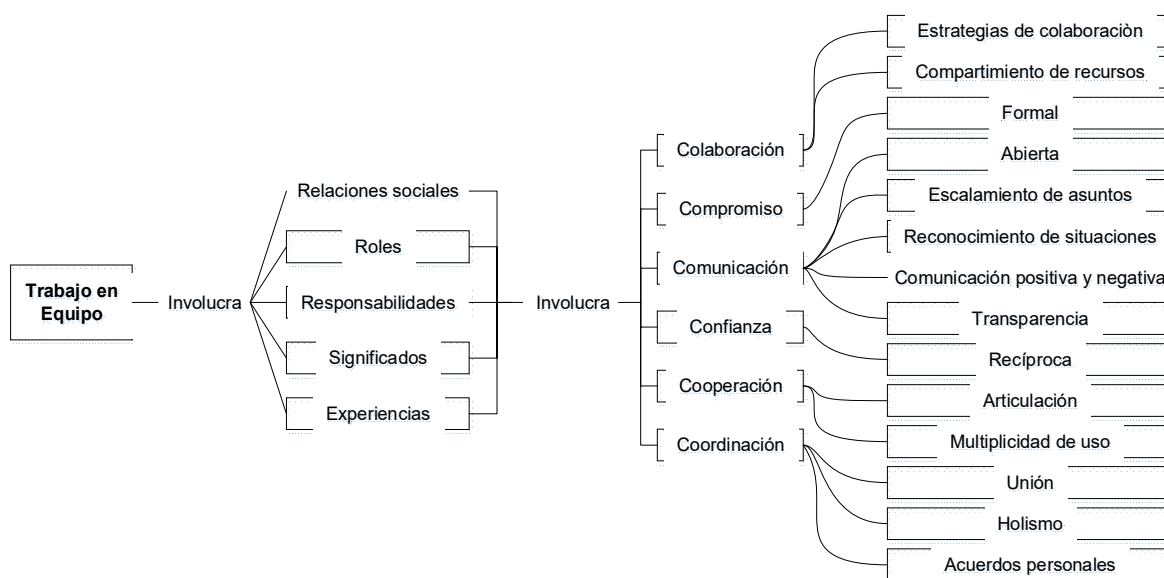 Trabajo en
Equipo
Involucra
Relaciones sociales
Roles
Responsabilidades
Significados
Experiencias
Involucra
Colaboración
Compromiso
Comunicación
Confianza
Cooperación
Coordinación
Estrategias de colaboraciòn
Compartimiento de recursos
Formal
Abierta
Escalamiento de asuntos
Reconocimiento de situaciones
Comunicación positiva y negativa
Transparencia
Recíproca
Articulación
Multiplicidad de uso
Unión
Holismo
Acuerdos personales